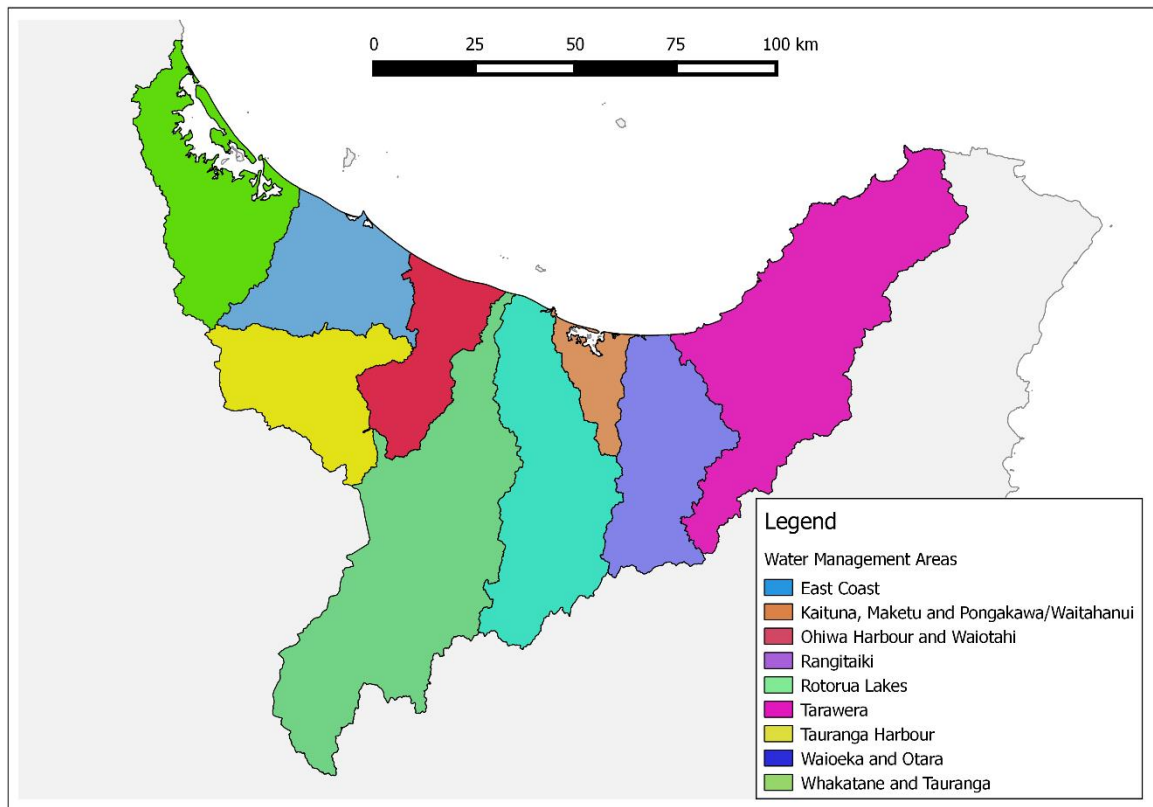 0 25 50 75 100 km
Legend
Water Management Areas
East Coast
Kaituna, Maketu and Pongakawa/Waitahanui
Ohiwa Harbour and Waiotahi
Rangitaiki
Rotorua Lakes
Tarawera
Tauranga Harbour
Waioeka and Otara
Whakatane and Tauranga